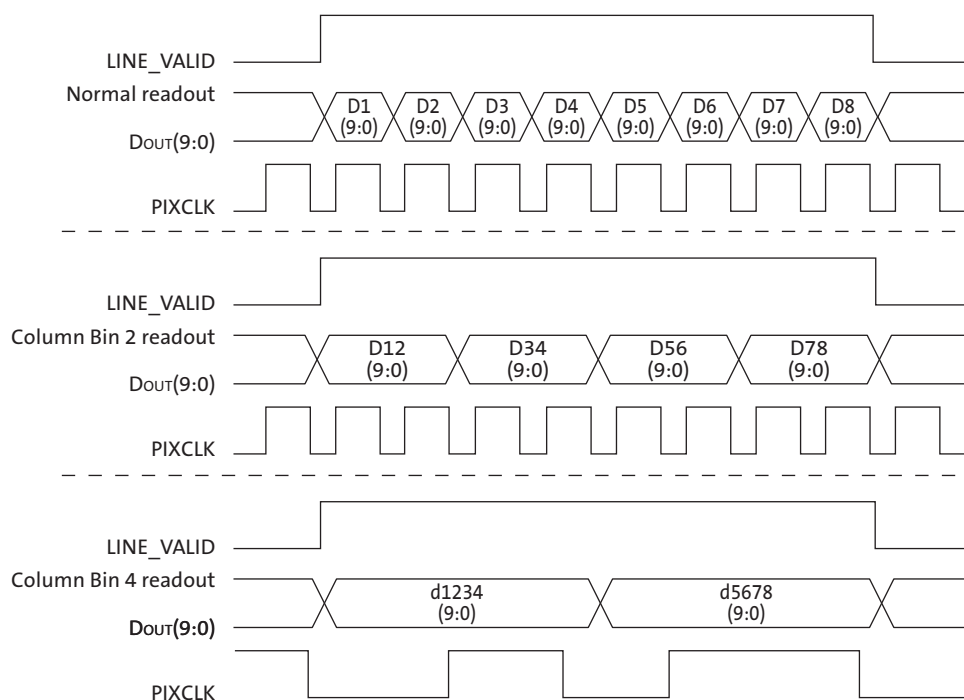 LINE_VALID
Normal readout
D1 D2 D3 D4 D5 D6 D7 D8
(9:0) (9:0) (9:0) (9:0) (9:0) (9:0) (9:0) (9:0)
DOUT(9:0)
PIXCLK
LINE_VALID
Column Bin 2 readout
D12 D34 D56 D78
(9:0) (9:0) (9:0) (9:0)
DOUT(9:0)
PIXCLK
LINE_VALID
Column Bin 4 readout
d1234 d5678
(9:0) (9:0)
DOUT(9:0)
PIXCLK